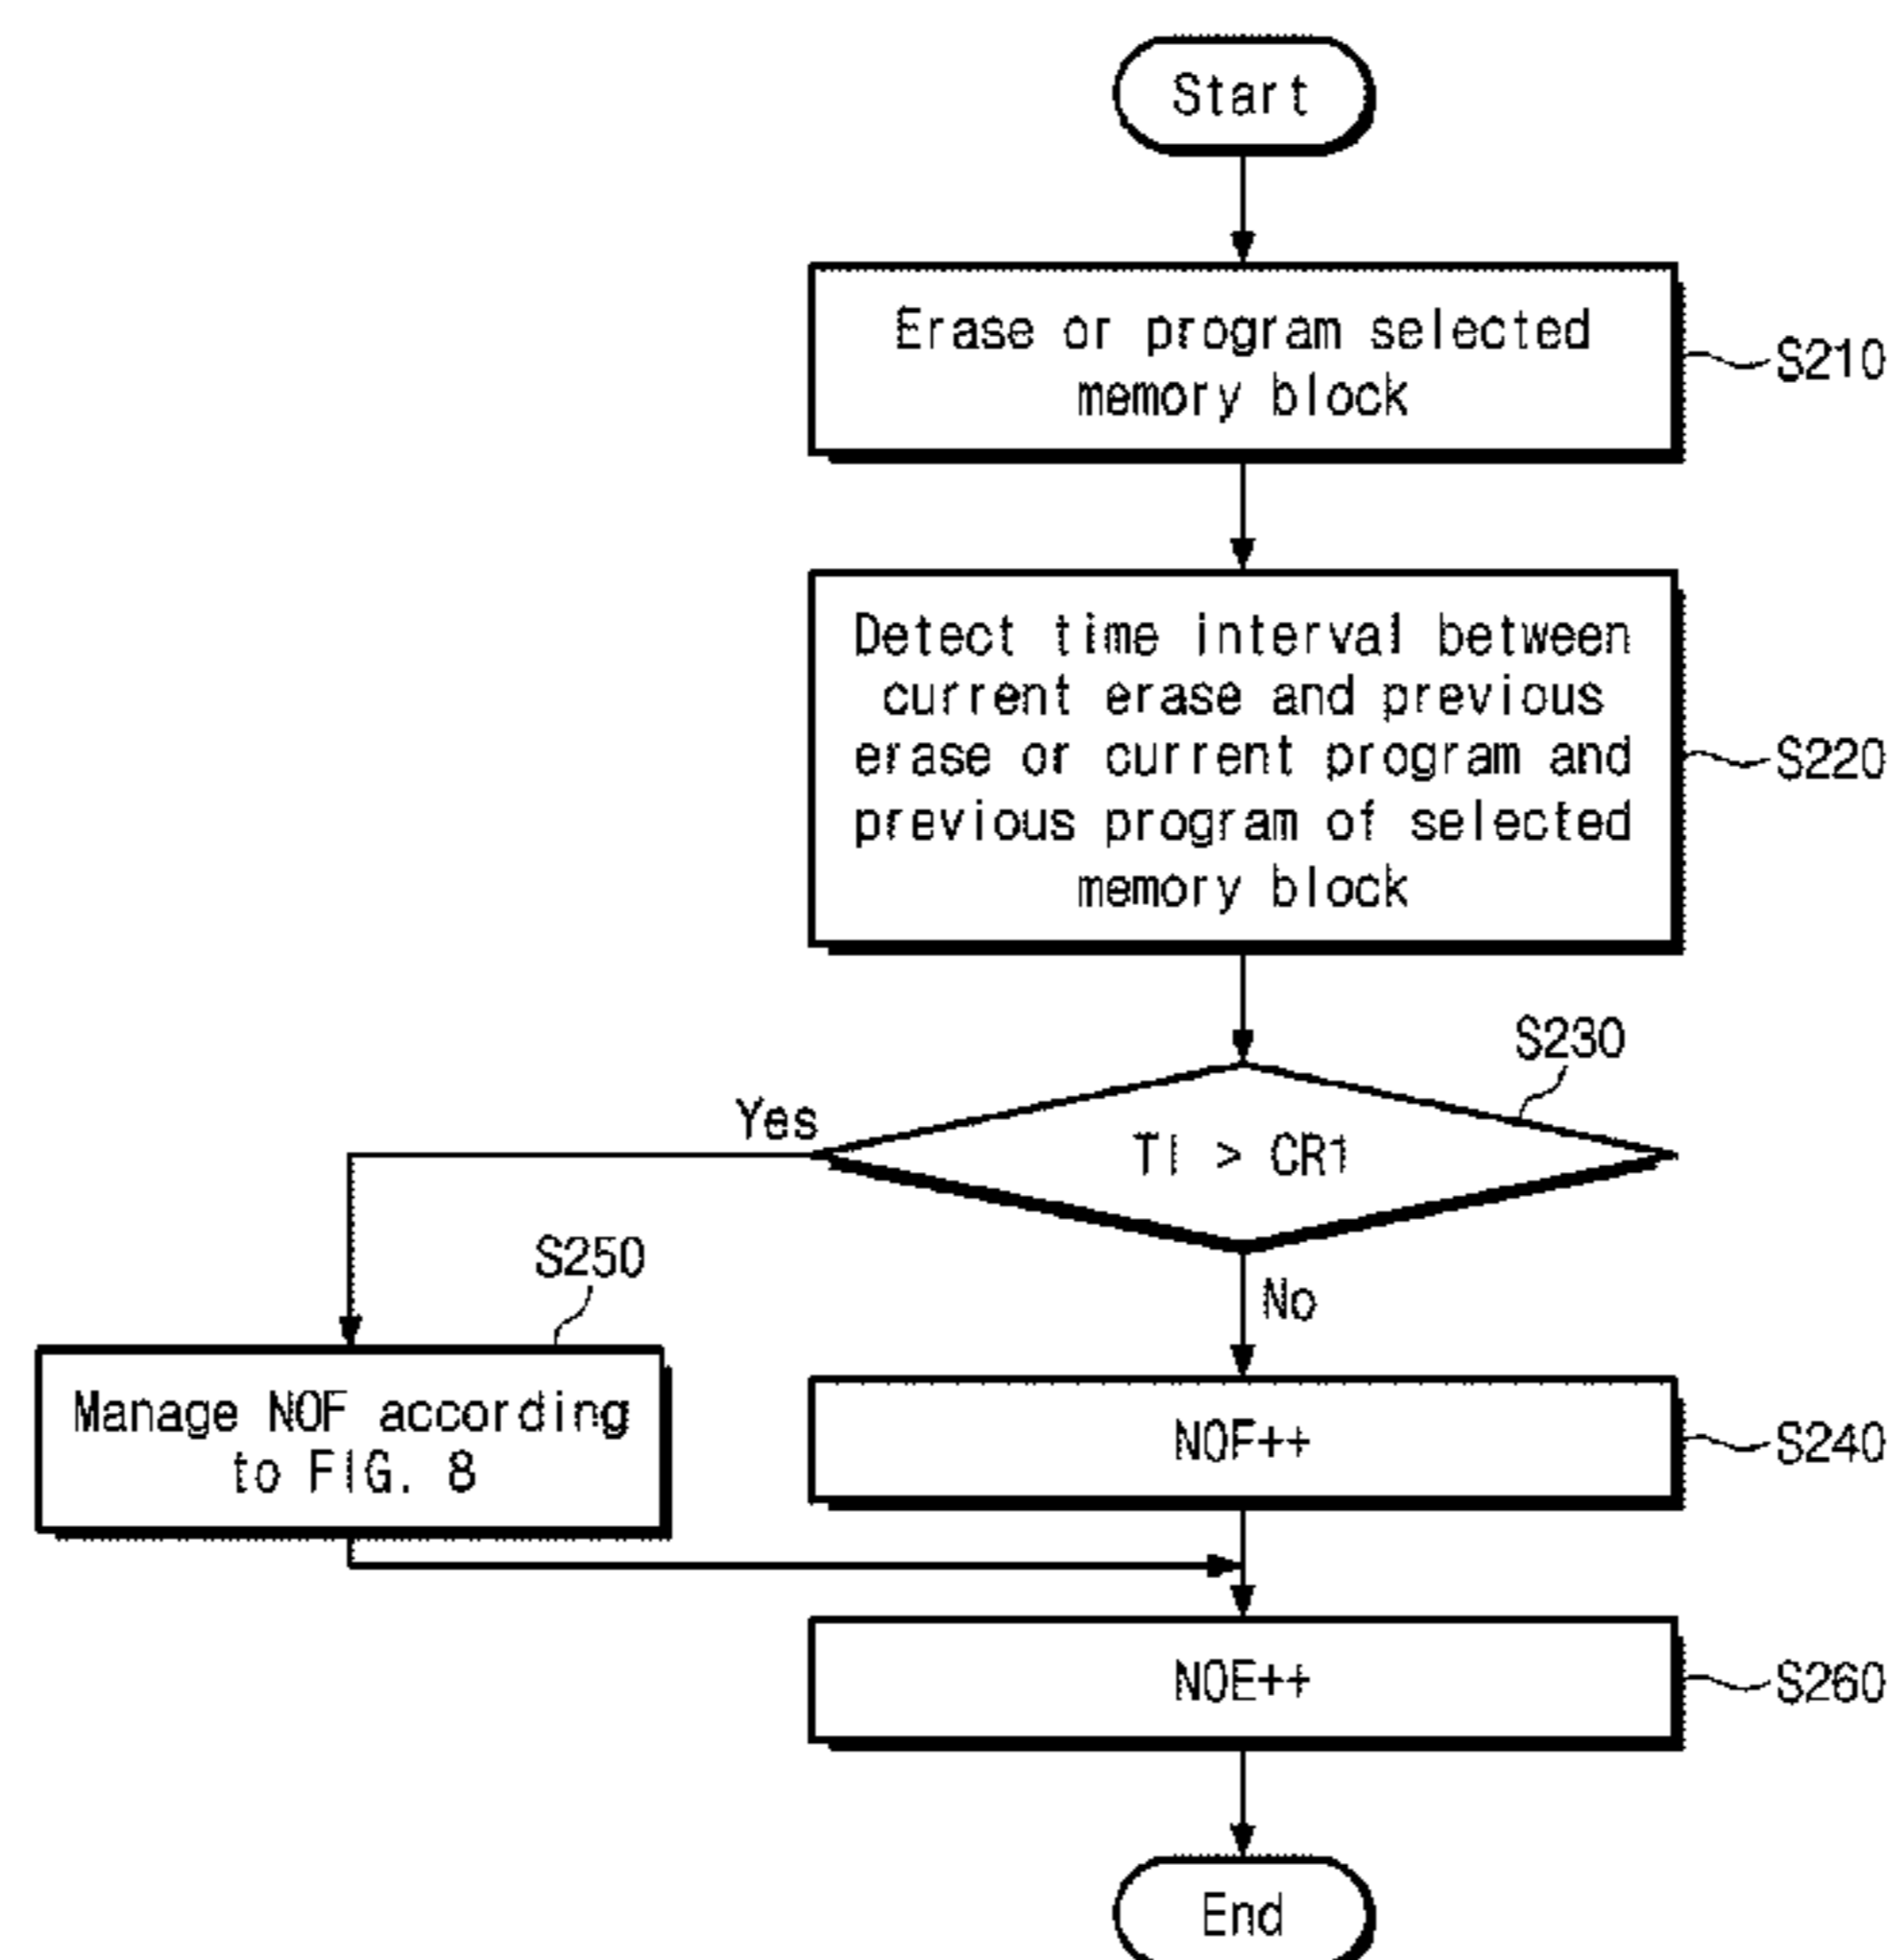 Start
Erase or program selected
memory block
S210
Detect time interval between
current erase and previous
erase or current program and
previous program of selected
memory block
S220
S230
TI > CR1
Yes
No
S250
Manage NOF according
to FIG. 8
NOF++
S240
NOE++
S260
End